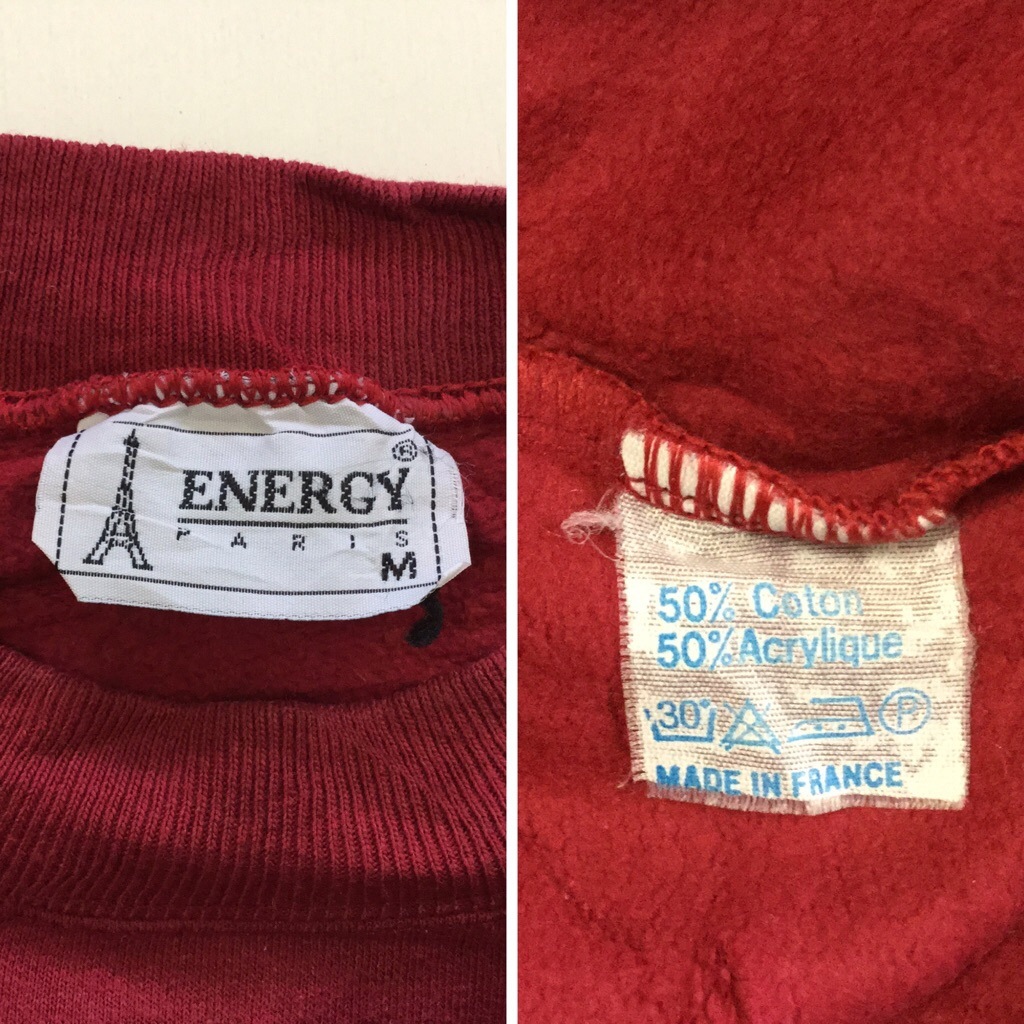 ENERGY®
PARIS
M
50% Coton
50% Acrylique
30° P
MADE IN FRANCE